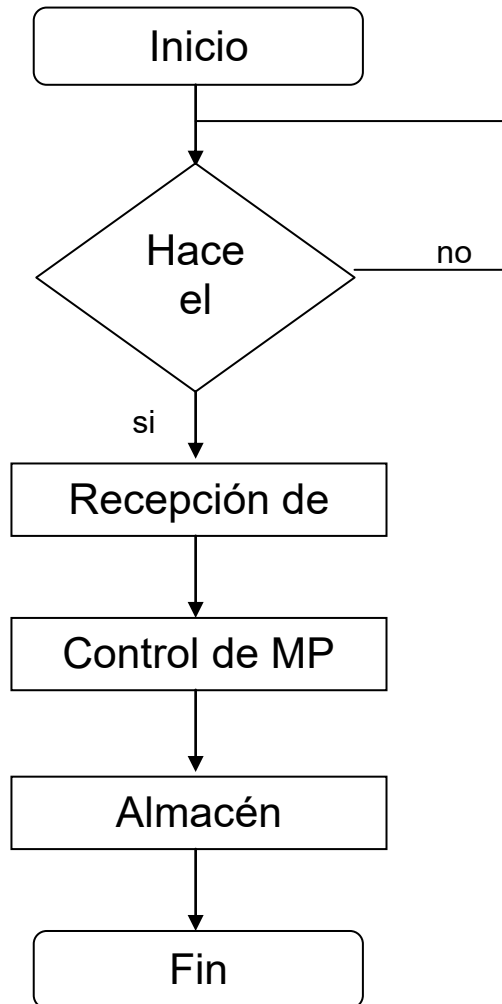 Inicio
Hace
el
no
si
Recepción de
Control de MP
Almacén
Fin